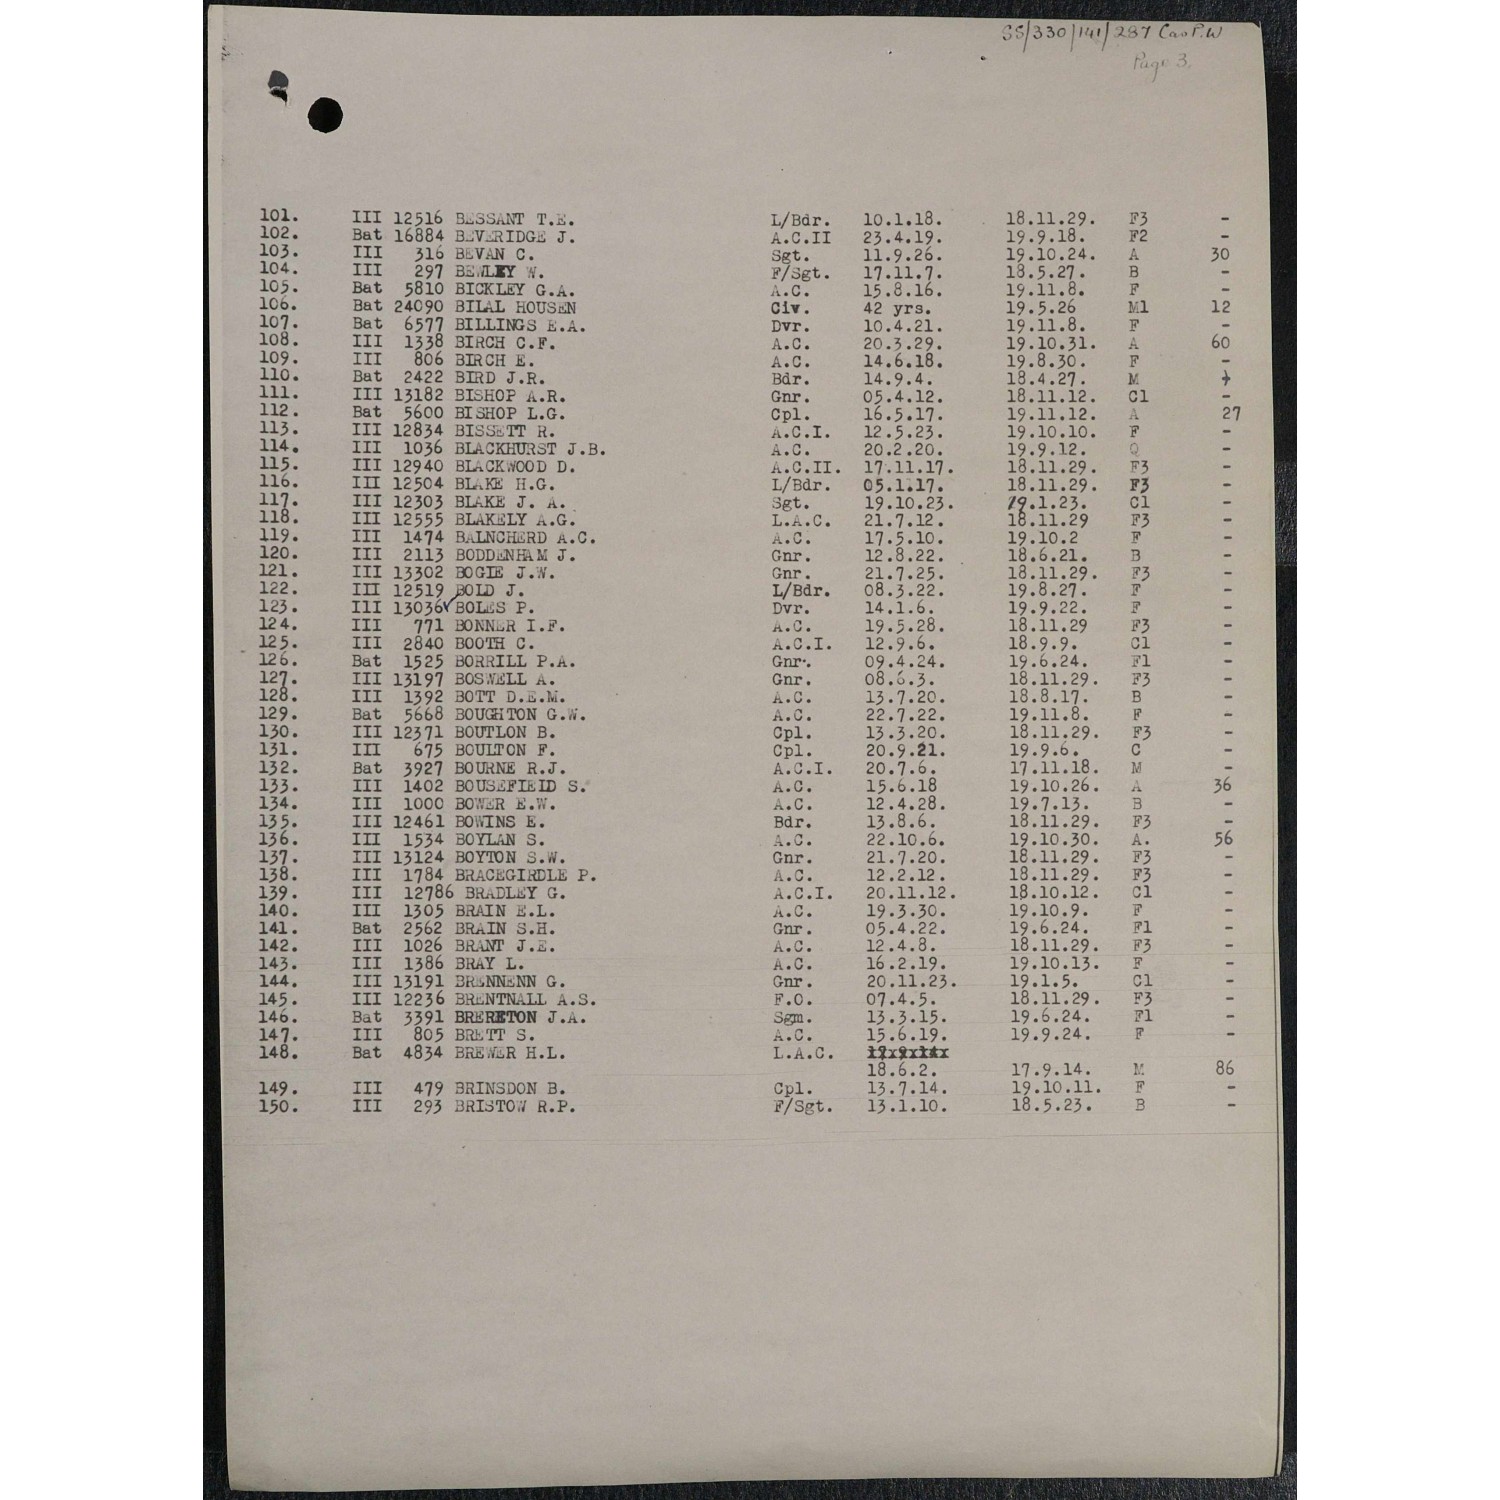 SS/330/141/287 Cas P.W
Page 3.
101. III 12516 BESSANT T.E. L/Bdr. 10.1.18. 18.11.29. F3 -
102. Bat 16884 BEVERIDGE J. A.C.II 23.4.19. 19.9.18. F2 -
103. III 316 BEVAN C. Sgt. 11.9.26. 19.10.24. A 30
104. III 297 BEWLEY W. F/Sgt. 17.11.7. 18.5.27. B -
105. Bat 5810 BICKLEY G.A. A.C. 15.8.16. 19.11.8. F -
106. Bat 24090 BILAL HOUSEN Civ. 42 yrs. 19.5.26 M1 12
107. Bat 6577 BILLINGS E.A. Dvr. 10.4.21. 19.11.8. F -
108. III 1338 BIRCH C.F. A.C. 20.3.29. 19.10.31. A 60
109. III 806 BIRCH E. A.C. 14.6.18. 19.8.30. F -
110. Bat 2422 BIRD J.R. Bdr. 14.9.4. 18.4.27. M
111. III 13182 BISHOP A.R. Gnr. 05.4.12. 18.11.12. C1 -
112. Bat 5600 BISHOP L.G. Cpl. 16.5.17. 19.11.12. A 27
113. III 12834 BISSETT R. A.C.I. 12.5.23. 19.10.10. F -
114. III 1036 BLACKHURST J.B. A.C. 20.2.20. 19.9.12. Q -
115. III 12940 BLACKWOOD D. A.C.II. 17.11.17. 18.11.29. F3 -
116. III 12504 BLAKE H.G. L/Bdr. 05.1.17. 18.11.29. F3 -
117. III 12303 BLAKE J. A. Sgt. 19.10.23. 19.1.23. C1 -
118. III 12555 BLAKELY A.G. L.A.C. 21.7.12. 18.11.29 F3 -
119. III 1474 BALNCHERD A.C. A.C. 17.5.10. 19.10.2 F -
120. III 2113 BODDENHAM J. Gnr. 12.8.22. 18.6.21. B -
121. III 13302 BOGIE J.W. Gnr. 21.7.25. 18.11.29. F3 -
122. III 12519 BOLD J. L/Bdr. 08.3.22. 19.8.27. F -
123. III 13036✓BOLES P. Dvr. 14.1.6. 19.9.22. F -
124. III 771 BONNER I.F. A.C. 19.5.28. 18.11.29 F3 -
125. III 2840 BOOTH C. A.C.I. 12.9.6. 18.9.9. C1 -
126. Bat 1525 BORRILL P.A. Gnr. 09.4.24. 19.6.24. F1 -
127. III 13197 BOSWELL A. Gnr. 08.6.3. 18.11.29. F3 -
128. III 1392 BOTT D.E.M. A.C. 13.7.20. 18.8.17. B -
129. Bat 5668 BOUGHTON G.W. A.C. 22.7.22. 19.11.8. F -
130. III 12371 BOUTLON B. Cpl. 13.3.20. 18.11.29. F3 -
131. III 675 BOULTON F. Cpl. 20.9.21. 19.9.6. C -
132. Bat 3927 BOURNE R.J. A.C.I. 20.7.6. 17.11.18. M -
133. III 1402 BOUSEFIEID S. A.C. 15.6.18 19.10.26. A 36
134. III 1000 BOWER E.W. A.C. 12.4.28. 19.7.13. B -
135. III 12461 BOWINS E. Bdr. 13.8.6. 18.11.29. F3 -
136. III 1534 BOYLAN S. A.C. 22.10.6. 19.10.30. A. 56
137. III 13124 BOYTON S.W. Gnr. 21.7.20. 18.11.29. F3 -
138. III 1784 BRACEGIRDLE P. A.C. 12.2.12. 18.11.29. F3 -
139. III 12786 BRADLEY G. A.C.I. 20.11.12. 18.10.12. C1 -
140. III 1305 BRAIN E.L. A.C. 19.3.30. 19.10.9. F -
141. Bat 2562 BRAIN S.H. Gnr. 05.4.22. 19.6.24. F1 -
142. III 1026 BRANT J.E. A.C. 12.4.8. 18.11.29. F3 -
143. III 1386 BRAY L. A.C. 16.2.19. 19.10.13. F -
144. III 13191 BRENNENN G. Gnr. 20.11.23. 19.1.5. C1 -
145. III 12236 BRENTNALL A.S. F.O. 07.4.5. 18.11.29. F3 -
146. Bat 3391 BRERETON J.A. Sgm. 13.3.15. 19.6.24. F1 -
147. III 805 BRETT S. A.C. 15.6.19. 19.9.24. F -
148. Bat 4834 BREWER H.L. L.A.C.
18.6.2. 17.9.14. M 86
149. III 479 BRINSDON B. Cpl. 13.7.14. 19.10.11. F -
150. III 293 BRISTOW R.P. F/Sgt. 13.1.10. 18.5.23. B -